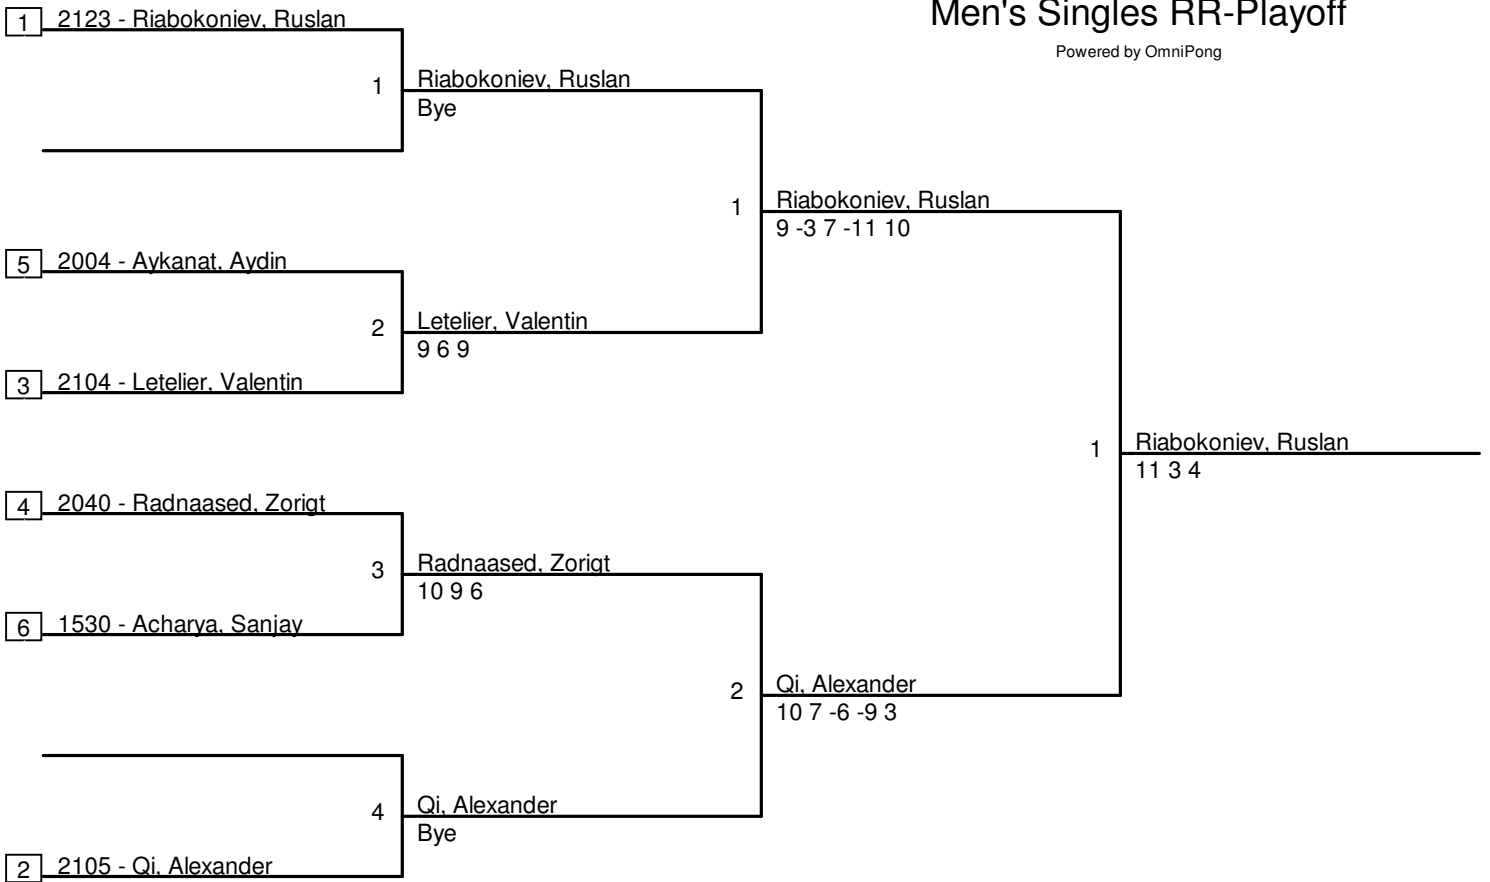 Men's Singles RR-Playoff
Powered by OmniPong
1 2123 - Riabokoniev, Ruslan
1 Riabokoniev, Ruslan
Bye
1 Riabokoniev, Ruslan
9 -3 7 -11 10
5 2004 - Aykanat, Aydin
2 Letelier, Valentin
9 6 9
3 2104 - Letelier, Valentin
1 Riabokoniev, Ruslan
11 3 4
4 2040 - Radnaased, Zorigt
3 Radnaased, Zorigt
10 9 6
6 1530 - Acharya, Sanjay
2 Qi, Alexander
10 7 -6 -9 3
4 Qi, Alexander
Bye
2 2105 - Qi, Alexander